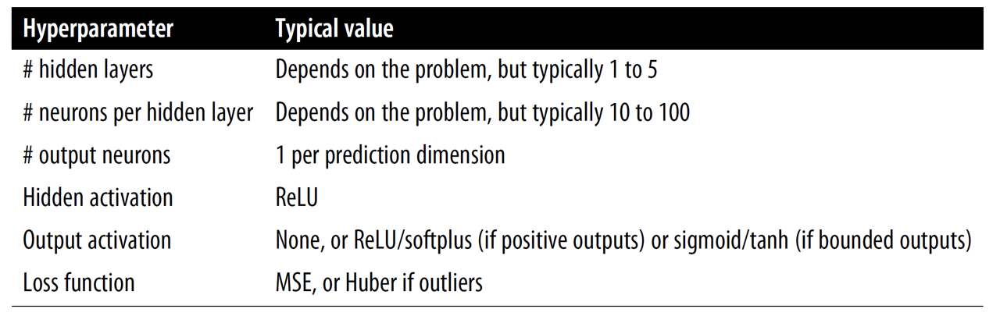 Hyperparameter Typical value
# hidden layers Depends on the problem, but typically 1 to 5
# neurons per hidden layer Depends on the problem, but typically 10 to 100
# output neurons 1 per prediction dimension
Hidden activation ReLU
Output activation None, or ReLU/softplus (if positive outputs) or sigmoid/tanh (if bounded outputs)
Loss function MSE, or Huber if outliers